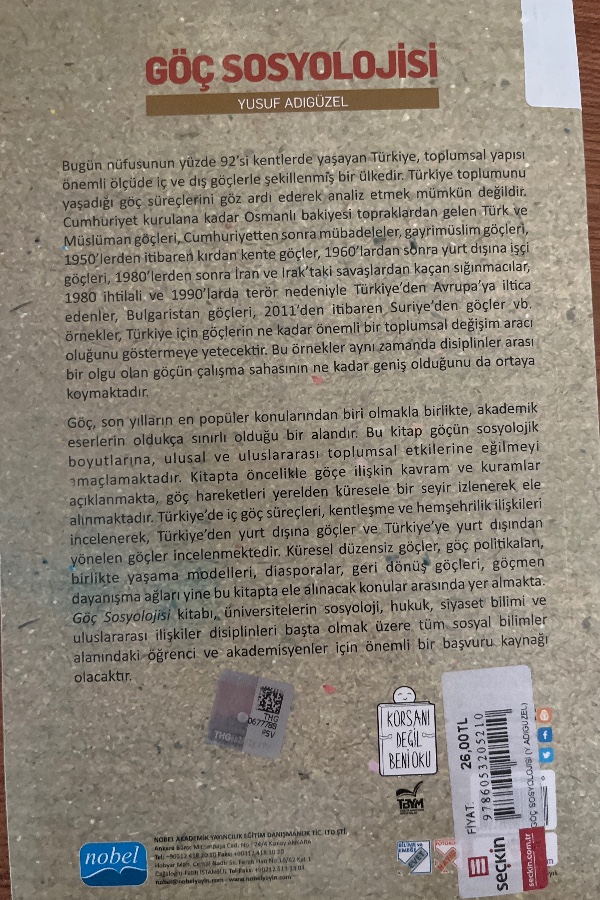 GÖÇ SOSYOLOJİSİ
YUSUF ADIGÜZEL
Bugün nüfusunun yüzde 92'si kentlerde yaşayan Türkiye, toplumsal yapısı
önemli ölçüde iç ve dış göçlerle şekillenmiş bir ülkedir. Türkiye toplumunu
yaşadığı göç süreçlerini göz ardı ederek analiz etmek mümkün değildir.
Cumhuriyet kurulana kadar Osmanlı bakiyesi topraklardan gelen Türk ve
Müslüman göçleri, Cumhuriyetten sonra mübadeleler, gayrimüslim göçleri,
1950'lerden itibaren kırdan kente göçler, 1960'lardan sonra yurt dışına işçi
göçleri, 1980'lerden sonra İran ve Irak'taki savaşlardan kaçan sığınmacılar,
1980 ihtilali ve 1990'larda terör nedeniyle Türkiye'den Avrupa'ya iltica
edenler, Bulgaristan göçleri, 2011'den itibaren Suriye'den göçler vb.
örnekler, Türkiye için göçlerin ne kadar önemli bir toplumsal değişim aracı
oluğunu göstermeye yetecektir. Bu örnekler aynı zamanda disiplinler arası
bir olgu olan göçün çalışma sahasının ne kadar geniş olduğunu da ortaya
koymaktadır.
Göç, son yılların en popüler konularından biri olmakla birlikte, akademik
eserlerin oldukça sınırlı olduğu bir alandır. Bu kitap göçün sosyolojik
boyutlarına, ulusal ve uluslararası toplumsal etkilerine eğilmeyi
amaçlamaktadır. Kitapta öncelikle göçe ilişkin kavram ve kuramlar
açıklanmakta, göç hareketleri yerelden küresele bir seyir izlenerek ele
alınmaktadır. Türkiye'de iç göç süreçleri, kentleşme ve hemşehrilik ilişkileri
incelenerek, Türkiye'den yurt dışına göçler ve Türkiye'ye yurt dışından
yönelen göçler incelenmektedir. Küresel düzensiz göçler, göç politikaları,
birlikte yaşama modelleri, diasporalar, geri dönüş göçleri, göçmen
dayanışma ağları yine bu kitapta ele alınacak konular arasında yer almakta.
Göç Sosyolojisi kitabı, üniversitelerin sosyoloji, hukuk, siyaset bilimi ve
uluslararası ilişkiler disiplinleri başta olmak üzere tüm sosyal bilimler
alanındaki öğrenci ve akademisyenler için önemli bir başvuru kaynağı
olacaktır.
THG
KORSANI
DEĞİL
BENİ OKU
TBYM
FİYAT. 26,00TL
9786053205210
GÖÇ SOSYOLOJİSİ (Y.ADIGÜZEL)
seçkin
www.seckin.com.tr
nobel
NOBEL AKADEMİK YAYINCILIK EĞİTİM DANIŞMANLIK TİC. LTD.ŞTİ.
nobel@nobelyayin.com - www.nobelyayin.com